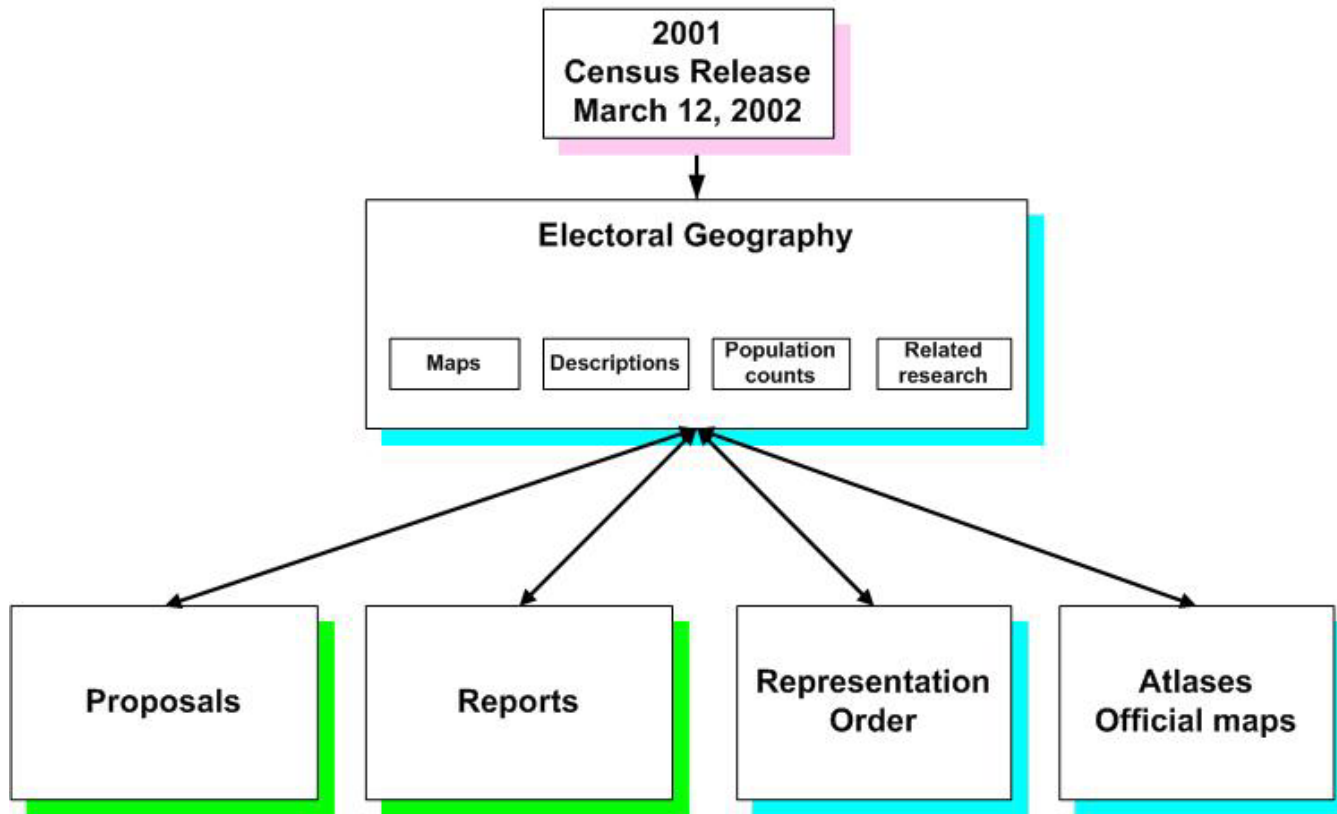 2001
Census Release
March 12, 2002
Electoral Geography
Maps
Descriptions
Population
counts
Related
research
Proposals
Reports
Representation
Order
Atlases
Official maps